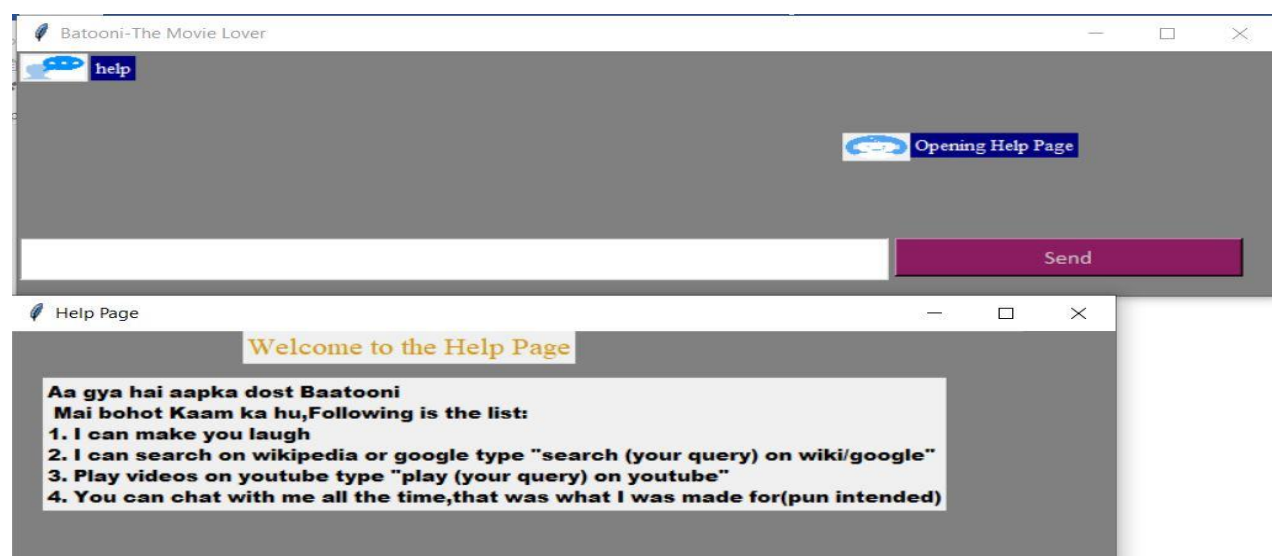 Batooni-The Movie Lover
help
Opening Help Page
Send
Help Page
Welcome to the Help Page
Aa gya hai aapka dost Baatooni
Mai bohot Kaam ka hu,Following is the list:
1. I can make you laugh
2. I can search on wikipedia or google type "search (your query) on wiki/google"
3. Play videos on youtube type "play (your query) on youtube"
4. You can chat with me all the time,that was what I was made for(pun intended)